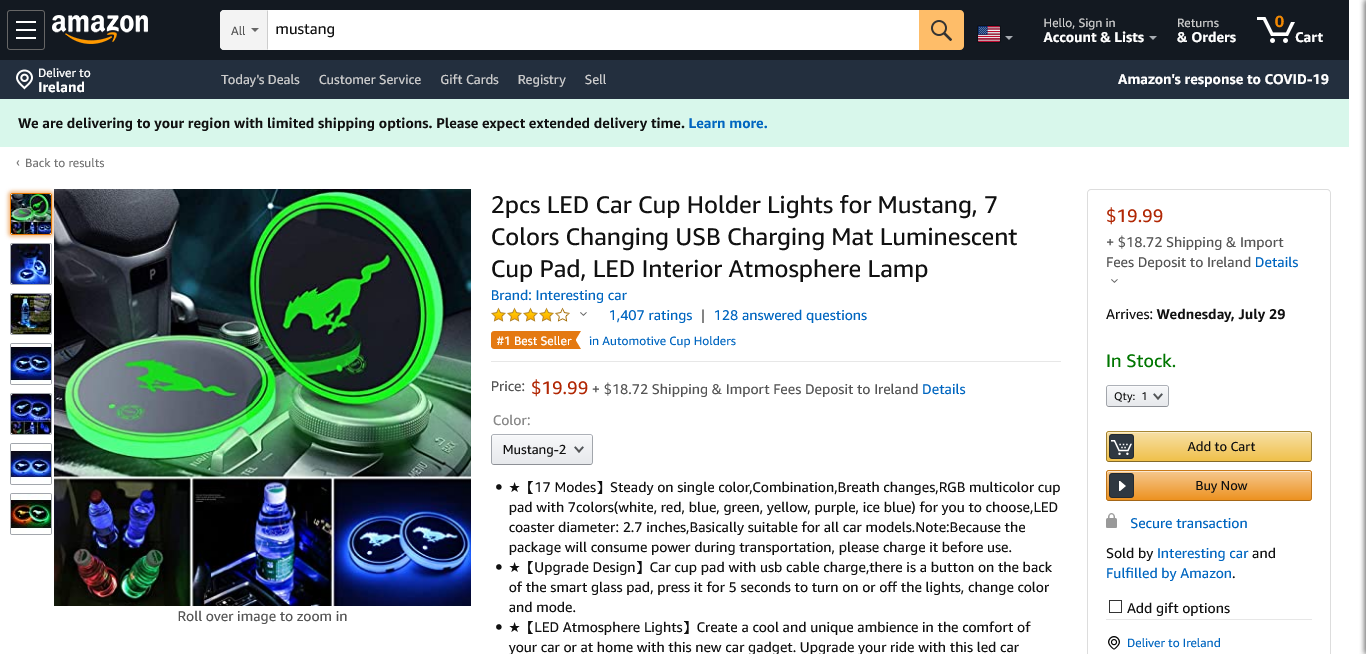 amazon
All
mustang
Hello, Sign in
Account & Lists
Returns
& Orders
0
Cart
Deliver to
Ireland
Today's Deals
Customer Service
Gift Cards
Registry
Sell
Amazon's response to COVID-19
We are delivering to your region with limited shipping options. Please expect extended delivery time. Learn more.
‹ Back to results
P
Roll over image to zoom in
2pcs LED Car Cup Holder Lights for Mustang, 7
Colors Changing USB Charging Mat Luminescent
Cup Pad, LED Interior Atmosphere Lamp
Brand: Interesting car
1,407 ratings | 128 answered questions
#1 Best Seller in Automotive Cup Holders
Price: $19.99 + $18.72 Shipping & Import Fees Deposit to Ireland Details
Color:
Mustang-2
• ★【17 Modes】Steady on single color,Combination,Breath changes,RGB multicolor cup
pad with 7colors(white, red, blue, green, yellow, purple, ice blue) for you to choose,LED
coaster diameter: 2.7 inches,Basically suitable for all car models.Note:Because the
package will consume power during transportation, please charge it before use.
• ★【Upgrade Design】Car cup pad with usb cable charge,there is a button on the back
of the smart glass pad, press it for 5 seconds to turn on or off the lights, change color
and mode.
• ★【LED Atmosphere Lights】Create a cool and unique ambience in the comfort of
your car or at home with this new car gadget. Upgrade your ride with this led car
$19.99
+ $18.72 Shipping & Import
Fees Deposit to Ireland Details
Arrives: Wednesday, July 29
In Stock.
Qty: 1
Add to Cart
Buy Now
Secure transaction
Sold by Interesting car and
Fulfilled by Amazon.
Add gift options
Deliver to Ireland